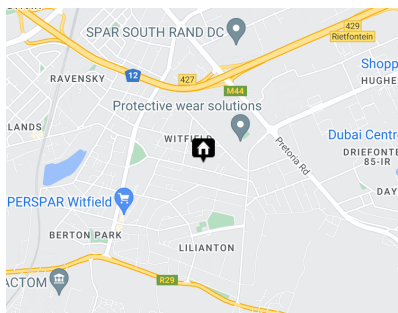 SPAR SOUTH RAND DC
429
Rietfontein
12
427
RAVENSKY
M44
Shopp
HUGHE
Protective wear solutions
LANDS
WITFIELD
Pretoria Rd
Dubai Centr
DRIEFONTE
85-IR
DAY
PERSPAR Witfield
BERTON PARK
LILIANTON
ACTOM
R29